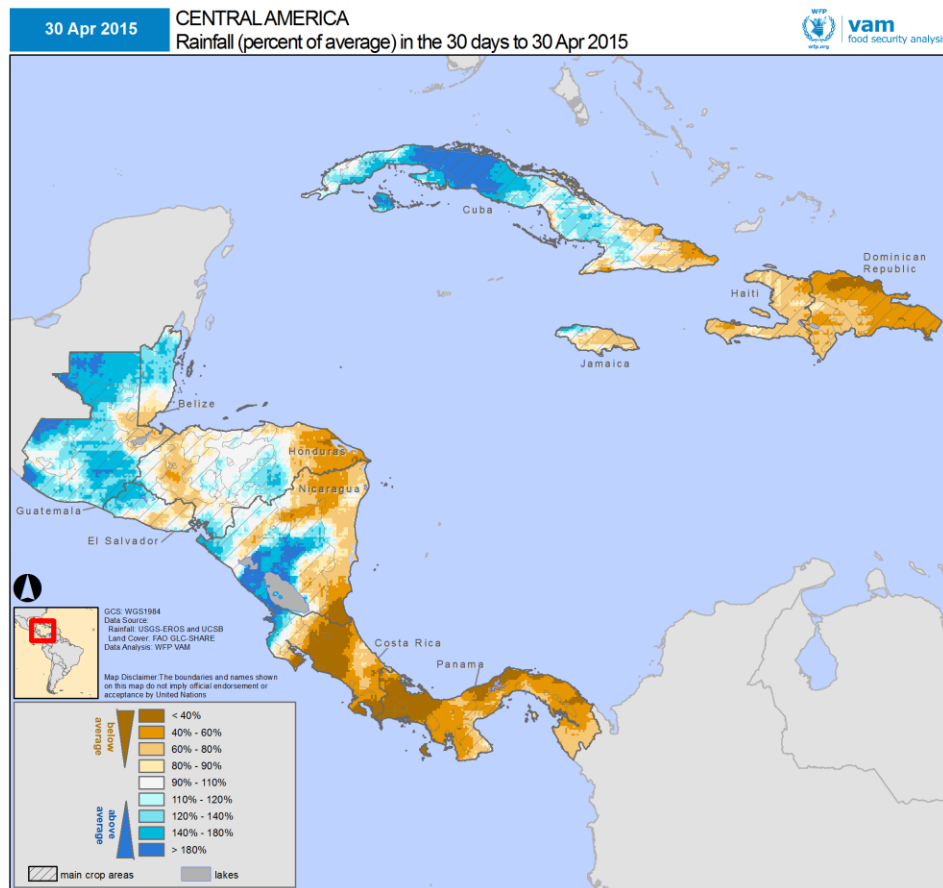 30 Apr 2015
CENTRAL AMERICA
Rainfall (percent of average) in the 30 days to 30 Apr 2015
WFP
wfp.org
vam
food security analysis
Cuba
Dominican
Republic
Haiti
Jamaica
Belize
Honduras
Nicaragua
Guatemala
El Salvador
Costa Rica
Panama
GCS: WGS1984
Data Source:
Rainfall: USGS-EROS and UCSB
Land Cover: FAO GLC-SHARE
Data Analysis: WFP VAM
Map Disclaimer:The boundaries and names shown
on this map do not imply official endorsement or
acceptance by United Nations
below
average
above
average
< 40%
40% - 60%
60% - 80%
80% - 90%
90% - 110%
110% - 120%
120% - 140%
140% - 180%
> 180%
main crop areas
lakes